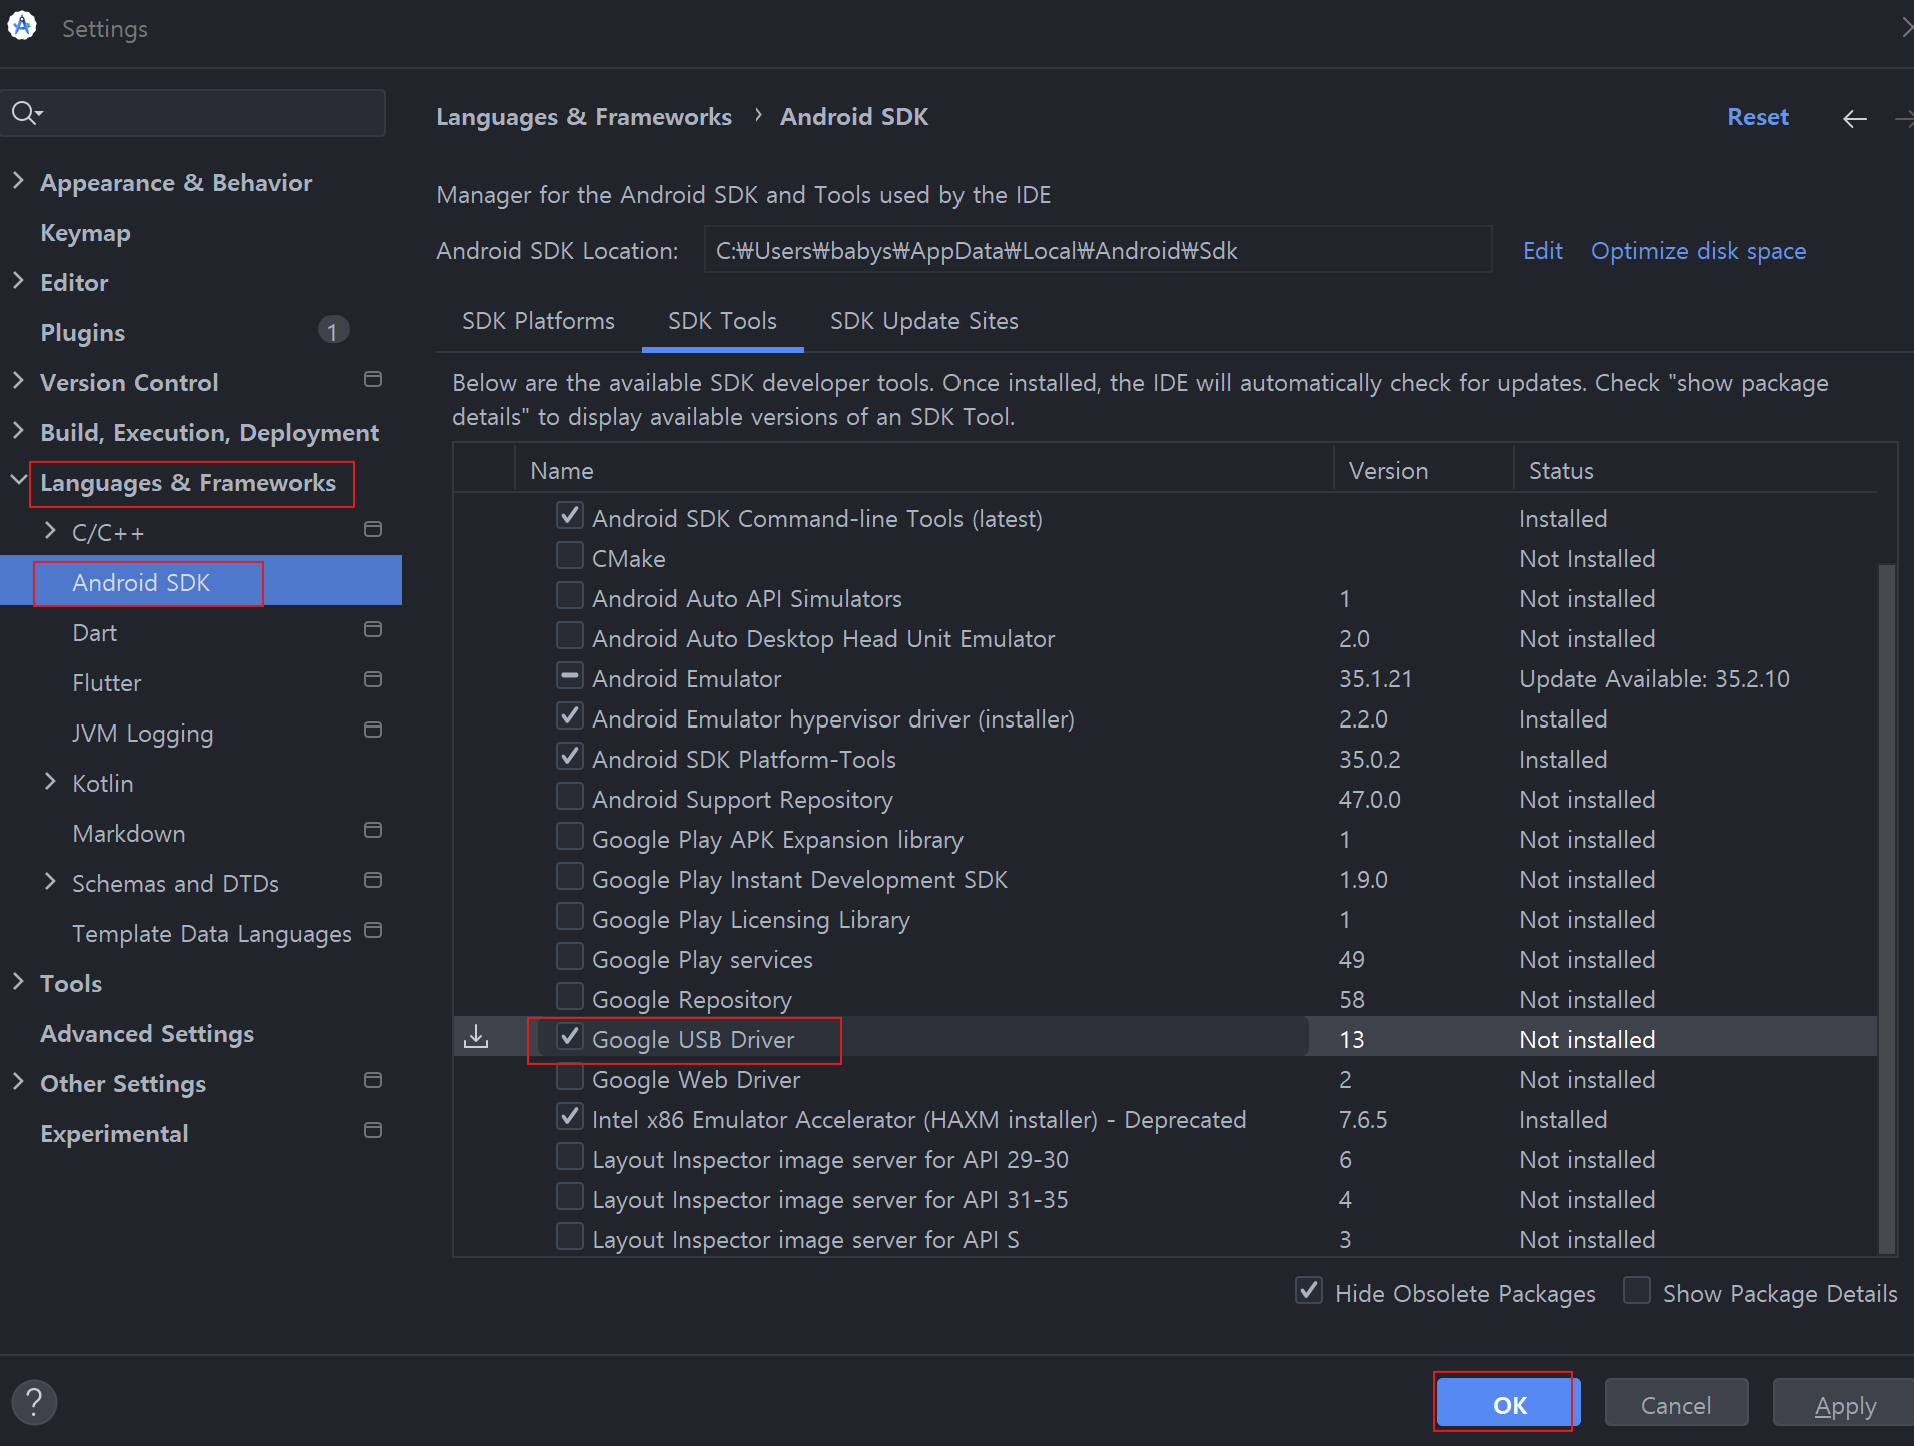 Settings
Languages & Frameworks › Android SDK
Reset
Appearance & Behavior
Keymap
Editor
Plugins 1
Version Control
Build, Execution, Deployment
Languages & Frameworks
C/C++
Android SDK
Dart
Flutter
JVM Logging
Kotlin
Markdown
Schemas and DTDs
Template Data Languages
Tools
Advanced Settings
Other Settings
Experimental
Manager for the Android SDK and Tools used by the IDE
Android SDK Location: C:₩Users₩babys₩AppData₩Local₩Android₩Sdk Edit Optimize disk space
SDK Platforms SDK Tools SDK Update Sites
Below are the available SDK developer tools. Once installed, the IDE will automatically check for updates. Check "show package
details" to display available versions of an SDK Tool.
Name Version Status
Android SDK Command-line Tools (latest) Installed
CMake Not Installed
Android Auto API Simulators 1 Not installed
Android Auto Desktop Head Unit Emulator 2.0 Not installed
Android Emulator 35.1.21 Update Available: 35.2.10
Android Emulator hypervisor driver (installer) 2.2.0 Installed
Android SDK Platform-Tools 35.0.2 Installed
Android Support Repository 47.0.0 Not installed
Google Play APK Expansion library 1 Not installed
Google Play Instant Development SDK 1.9.0 Not installed
Google Play Licensing Library 1 Not installed
Google Play services 49 Not installed
Google Repository 58 Not installed
Google USB Driver 13 Not installed
Google Web Driver 2 Not installed
Intel x86 Emulator Accelerator (HAXM installer) - Deprecated 7.6.5 Installed
Layout Inspector image server for API 29-30 6 Not installed
Layout Inspector image server for API 31-35 4 Not installed
Layout Inspector image server for API S 3 Not installed
Hide Obsolete Packages Show Package Details
? OK Cancel Apply